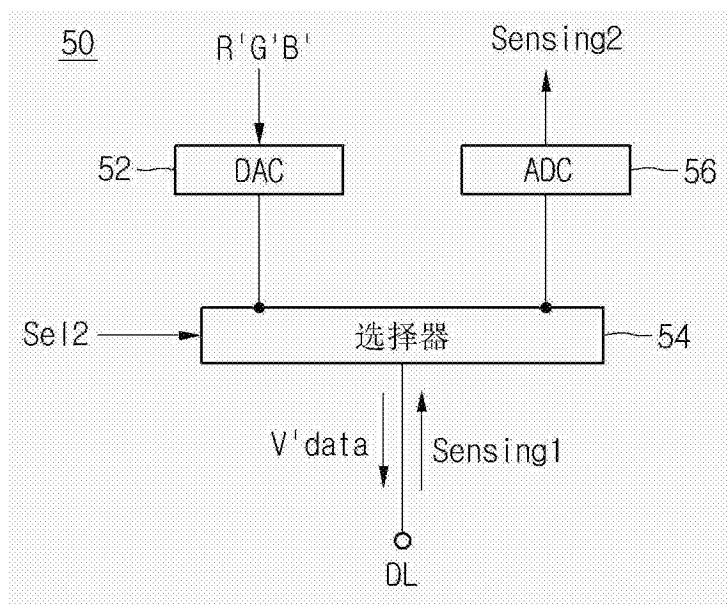 50
R'G'B'
Sensing2
52
DAC
ADC
56
Sel2
选择器
54
V'data
Sensing1
DL